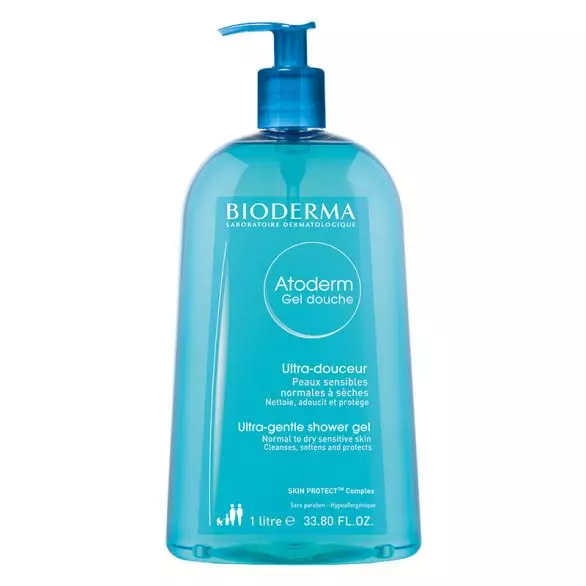 BIODERMA
LABORATOIRE DERMATOLOGIQUE
Atoderm
Gel douche
Ultra-douceur
Peaux sensibles
normales à sèches
Nettoie, adoucit et protège
Ultra-gentle shower gel
Normal to dry sensitive skin
Cleanses, softens and protects
SKIN PROTECT™ Complex
Sans paraben - Hypoallergénique
1 litre ℮ 33.80 FL.OZ.